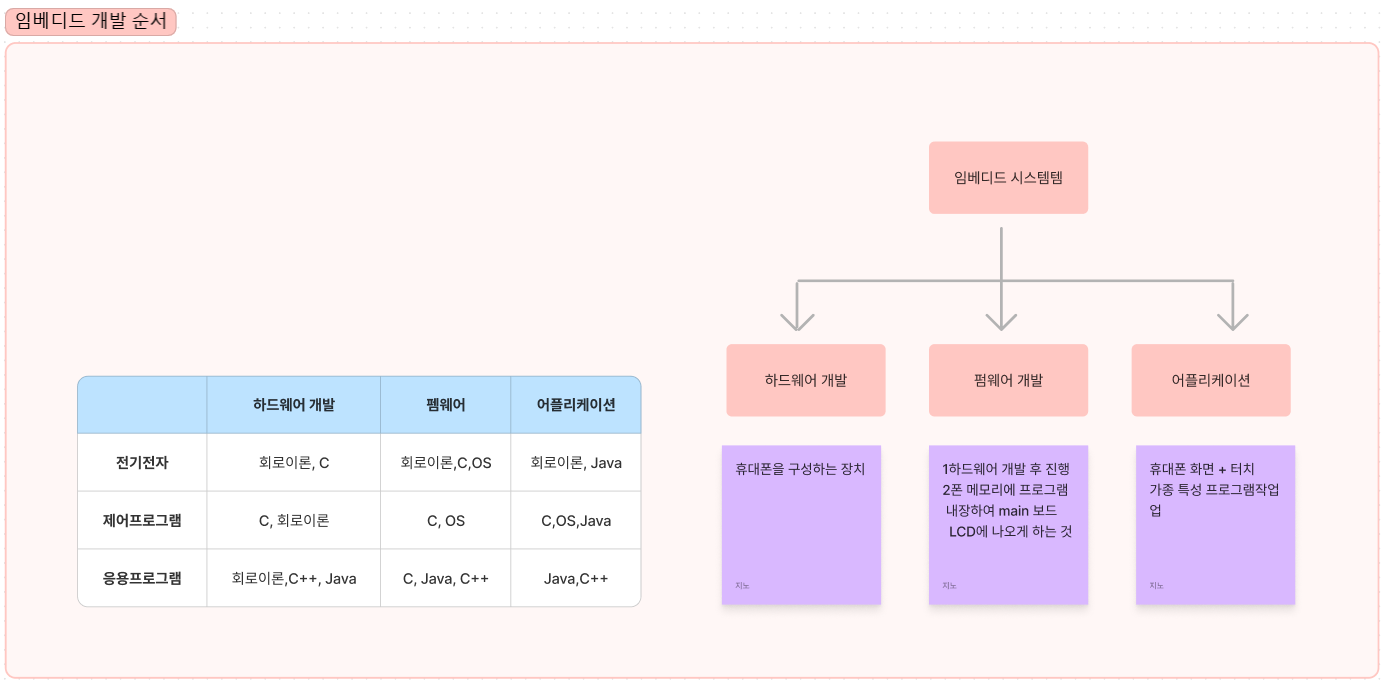 임베디드 개발 순서
임베디드 시스템템
하드웨어 개발
펌웨어 개발
어플리케이션
하드웨어 개발
펨웨어
어플리케이션
전기전자
회로이론, C
회로이론,C,OS
회로이론, Java
제어프로그램
C, 회로이론
C, OS
C,OS,Java
응용프로그램
회로이론,C++, Java
C, Java, C++
Java,C++
휴대폰을 구성하는 장치
지노
1하드웨어 개발 후 진행
2폰 메모리에 프로그램
내장하여 main 보드
LCD에 나오게 하는 것
지노
휴대폰 화면 + 터치
가종 특성 프로그램작업
업
지노